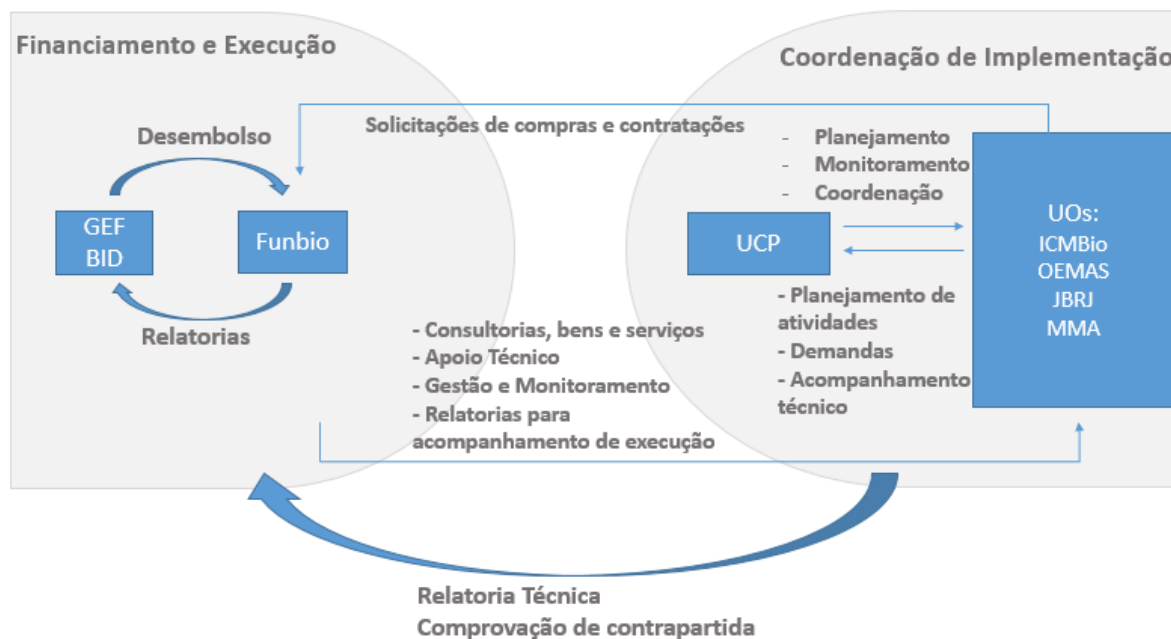 Financiamento e Execução
Coordenação de Implementação
Desembolso
Solicitações de compras e contratações
- Planejamento
- Monitoramento
- Coordenação
GEF
BID
Funbio
UCP
UOs:
ICMBio
OEMAS
JBRJ
MMA
Relatorias
- Consultorias, bens e serviços
- Apoio Técnico
- Gestão e Monitoramento
- Relatorias para
acompanhamento de execução
- Planejamento de
atividades
- Demandas
- Acompanhamento
técnico
Relatoria Técnica
Comprovação de contrapartida